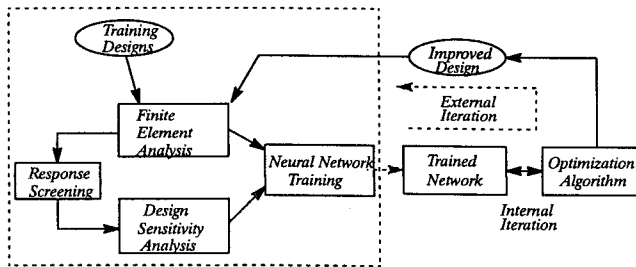 Training
Designs
Improved
Design
External
Iteration
Finite
Element
Analysis
Neural Network
Training
Trained
Network
Optimization
Algorithm
Response
Screening
Design
Sensitivity
Analysis
Internal
Iteration